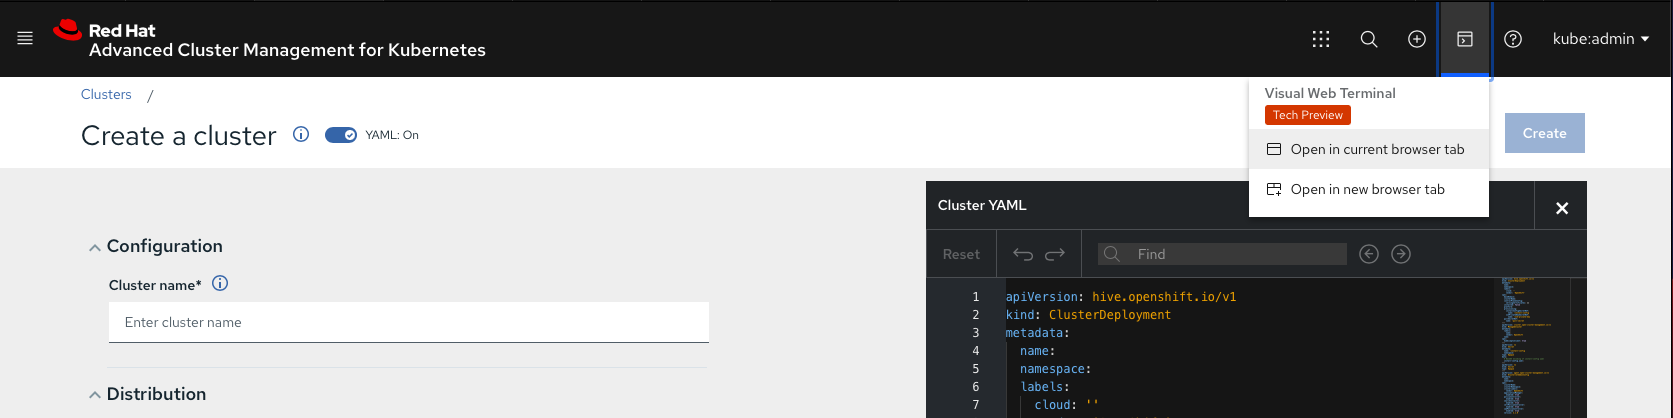 Red Hat
Advanced Cluster Management for Kubernetes
kube:admin
Clusters /
Visual Web Terminal
Tech Preview
Create a cluster
YAML: On
Create
Open in current browser tab
Open in new browser tab
Cluster YAML
Configuration
Reset
Find
Cluster name*
Enter cluster name
1 apiVersion: hive.openshift.io/v1
2 kind: ClusterDeployment
3 metadata:
4 name:
5 namespace:
6 labels:
7 cloud: ''
Distribution